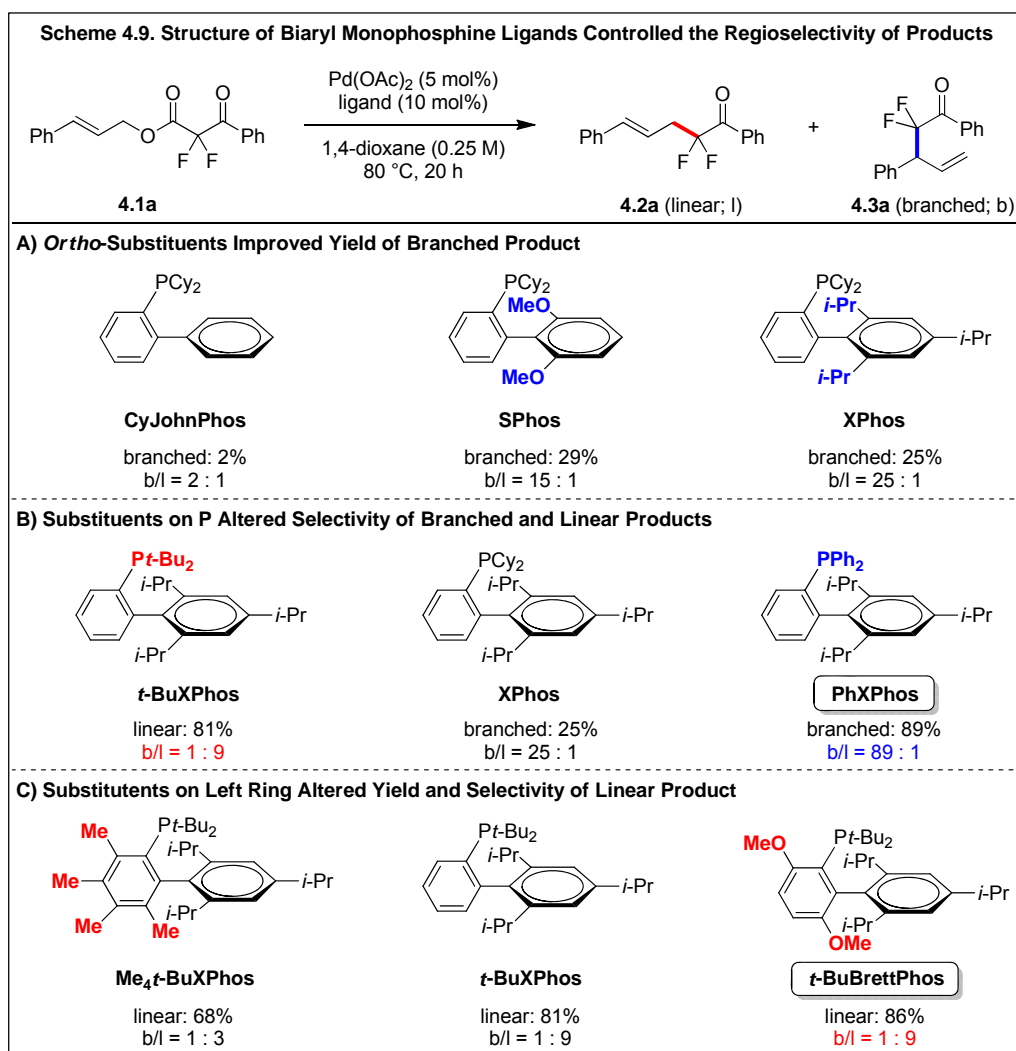 Scheme 4.9. Structure of Biaryl Monophosphine Ligands Controlled the Regioselectivity of Products
Ph O O O Ph F F
4.1a
Pd(OAc)2 (5 mol%)
ligand (10 mol%)
1,4-dioxane (0.25 M)
80 °C, 20 h
Ph O Ph F F
4.2a (linear; l)
+
F F O Ph Ph
4.3a (branched; b)
A) Ortho-Substituents Improved Yield of Branched Product
PCy2
CyJohnPhos
branched: 2%
b/l = 2 : 1
PCy2
MeO
MeO
SPhos
branched: 29%
b/l = 15 : 1
PCy2
i-Pr
i-Pr
i-Pr
XPhos
branched: 25%
b/l = 25 : 1
B) Substituents on P Altered Selectivity of Branched and Linear Products
Pt-Bu2
i-Pr
i-Pr
i-Pr
t-BuXPhos
linear: 81%
b/l = 1 : 9
PCy2
i-Pr
i-Pr
i-Pr
XPhos
branched: 25%
b/l = 25 : 1
PPh2
i-Pr
i-Pr
i-Pr
PhXPhos
branched: 89%
b/l = 89 : 1
C) Substitutents on Left Ring Altered Yield and Selectivity of Linear Product
Me
Pt-Bu2
i-Pr
Me
i-Pr
i-Pr
Me
Me
Me4t-BuXPhos
linear: 68%
b/l = 1 : 3
Pt-Bu2
i-Pr
i-Pr
i-Pr
t-BuXPhos
linear: 81%
b/l = 1 : 9
MeO
Pt-Bu2
i-Pr
i-Pr
i-Pr
OMe
t-BuBrettPhos
linear: 86%
b/l = 1 : 9